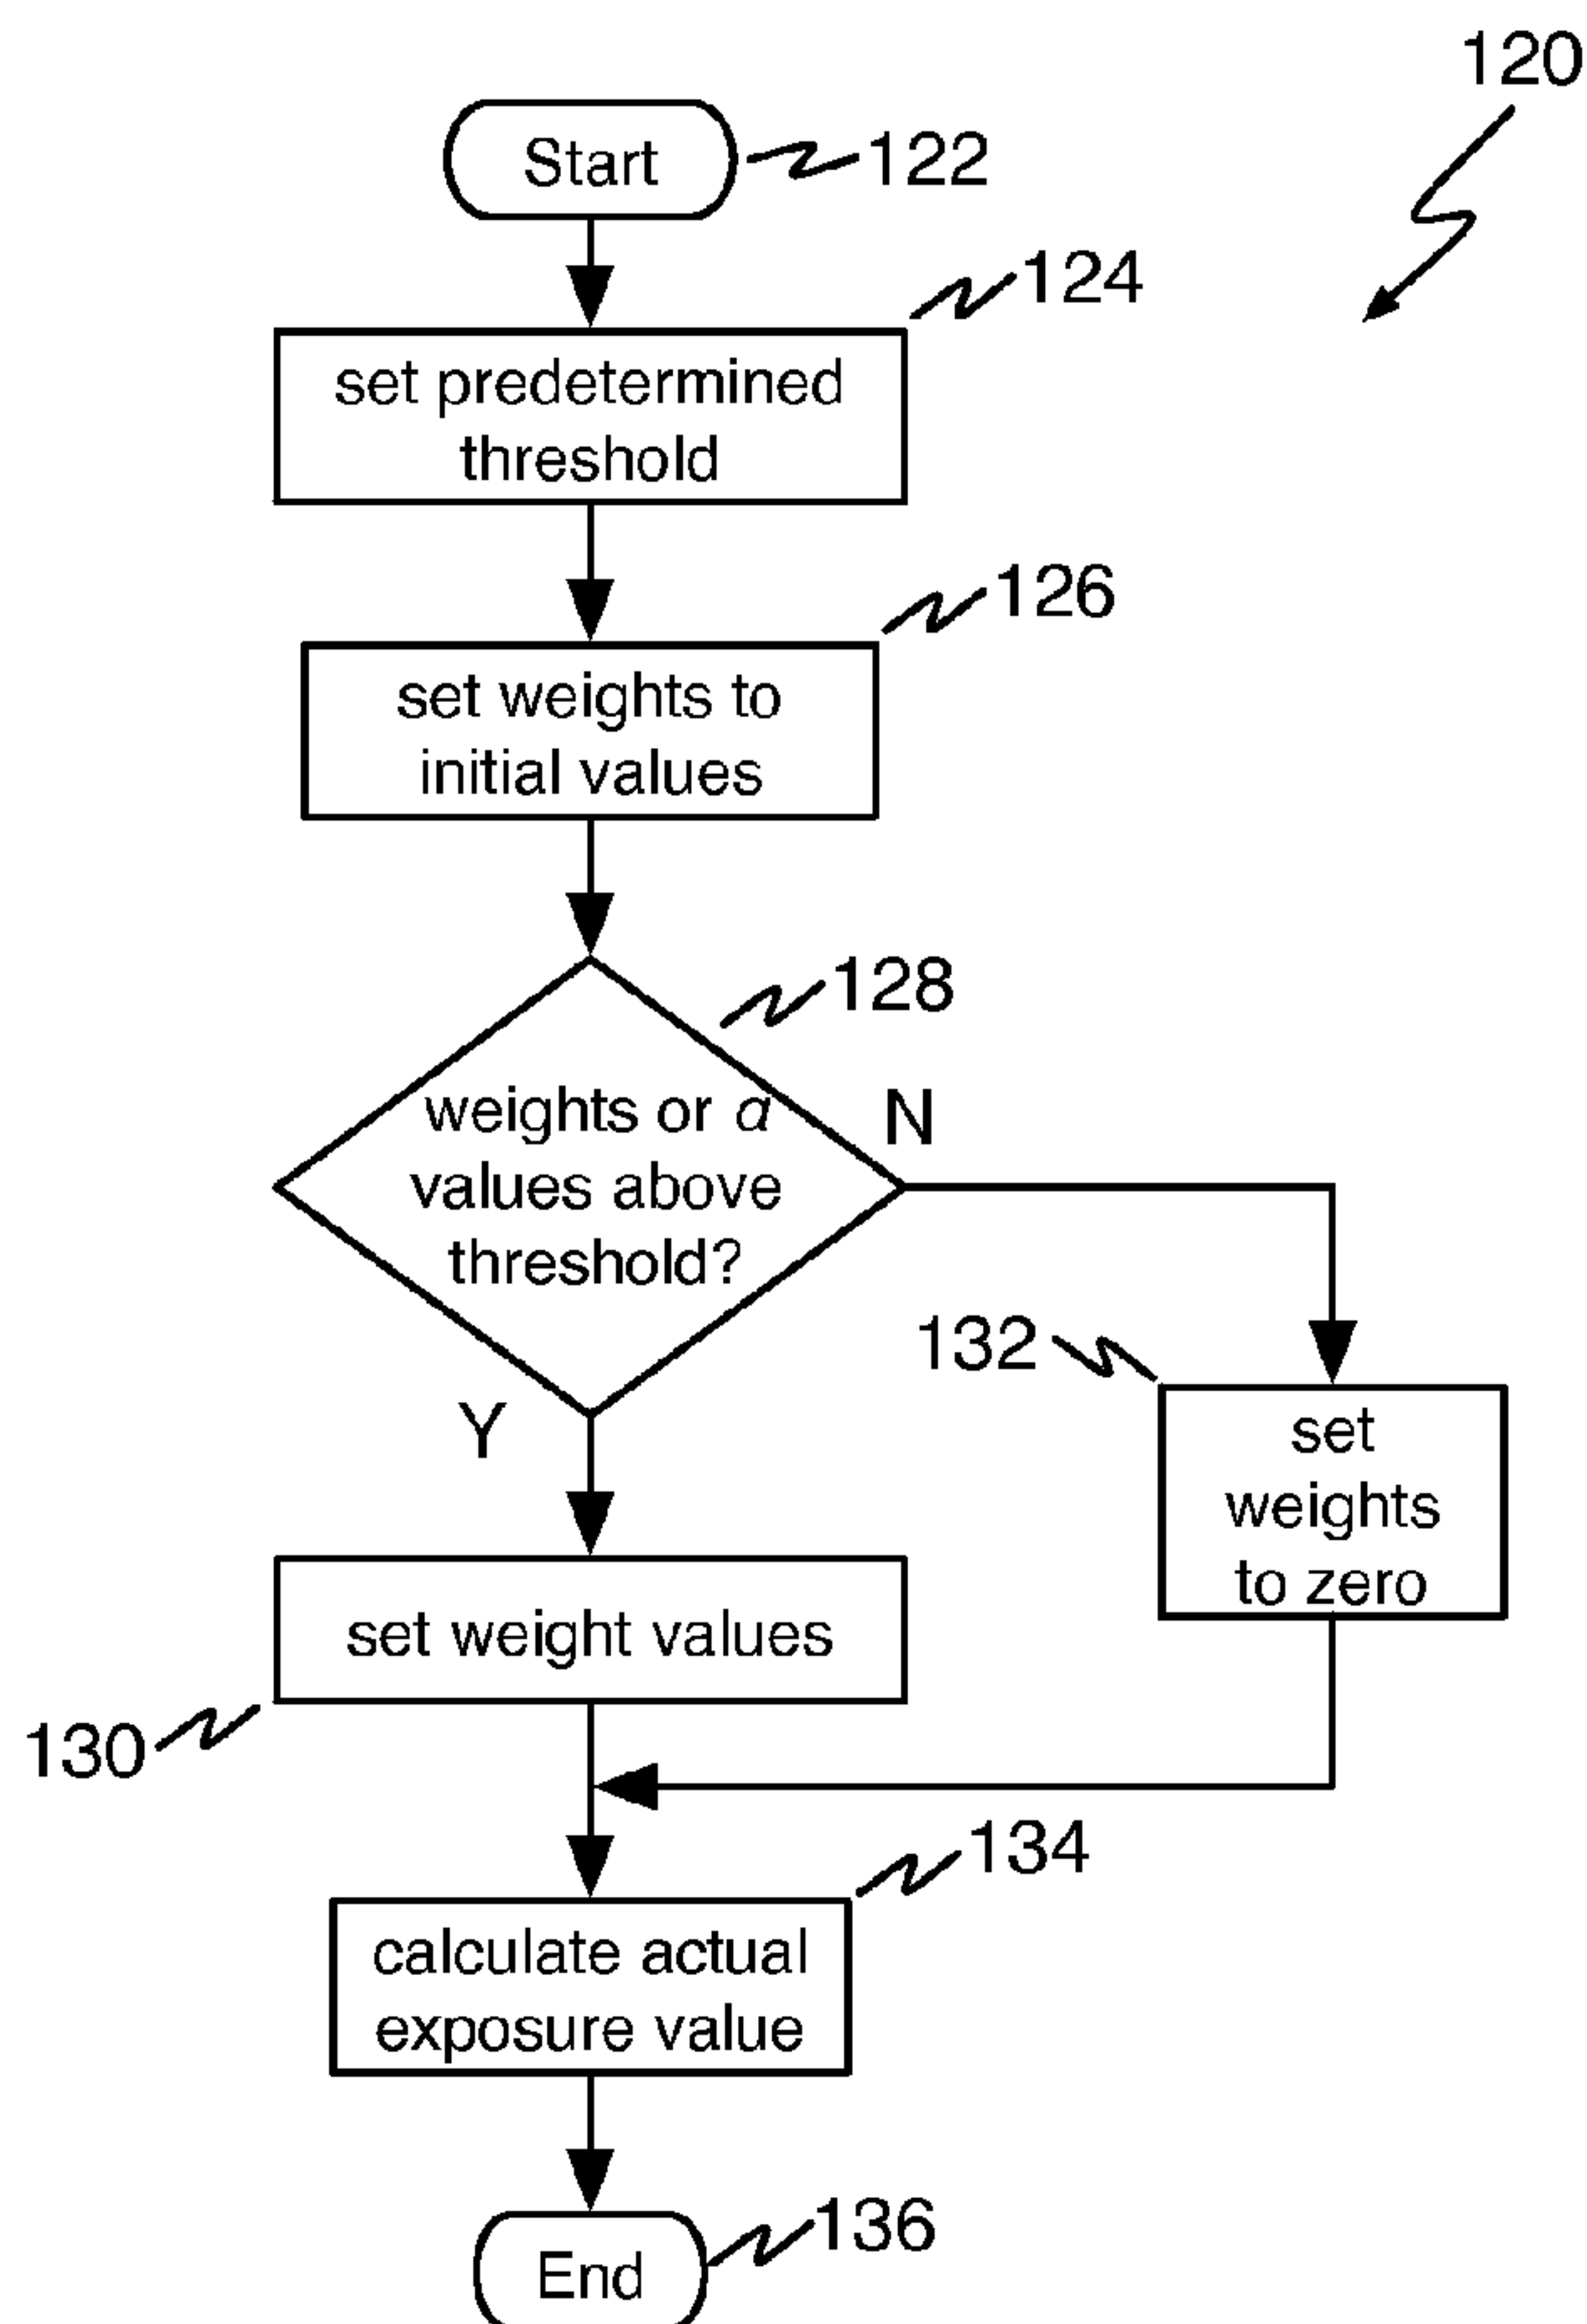 120
Start
122
124
set predetermined
threshold
126
set weights to
initial values
128
weights or a
values above
threshold?
N
Y
132
set
weights
to zero
set weight values
130
134
calculate actual
exposure value
136
End